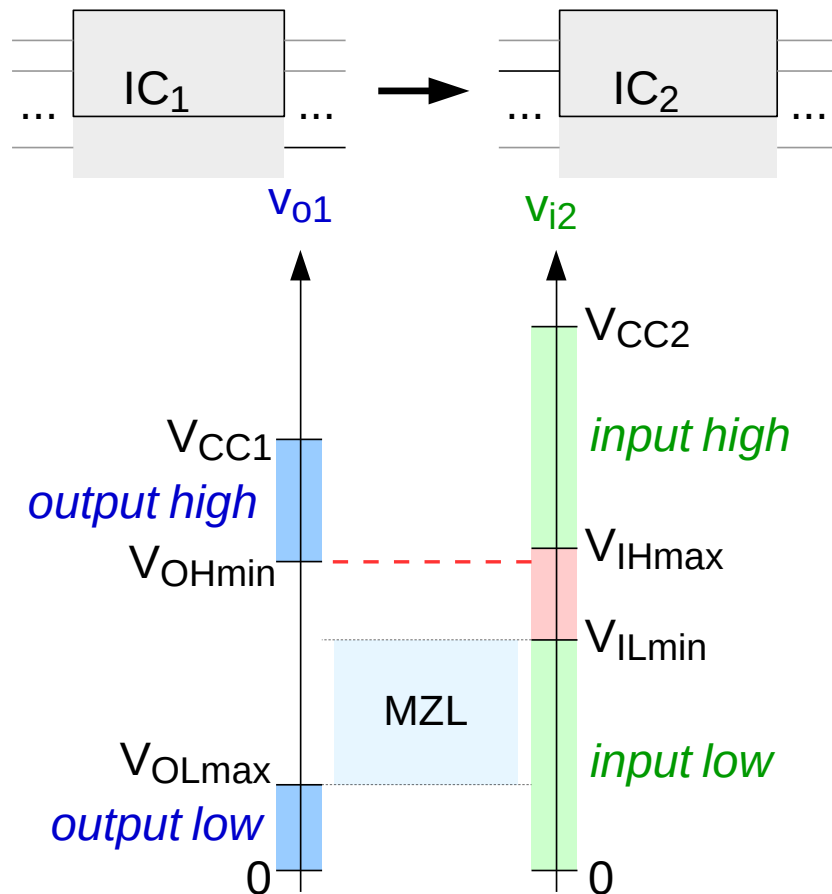 ... IC1 ... ... IC2 ...
vo1 vi2
VCC2
VCC1 input high
output high
VOHmin VIHmax
VILmin
MZL
VOLmax input low
output low
0 0